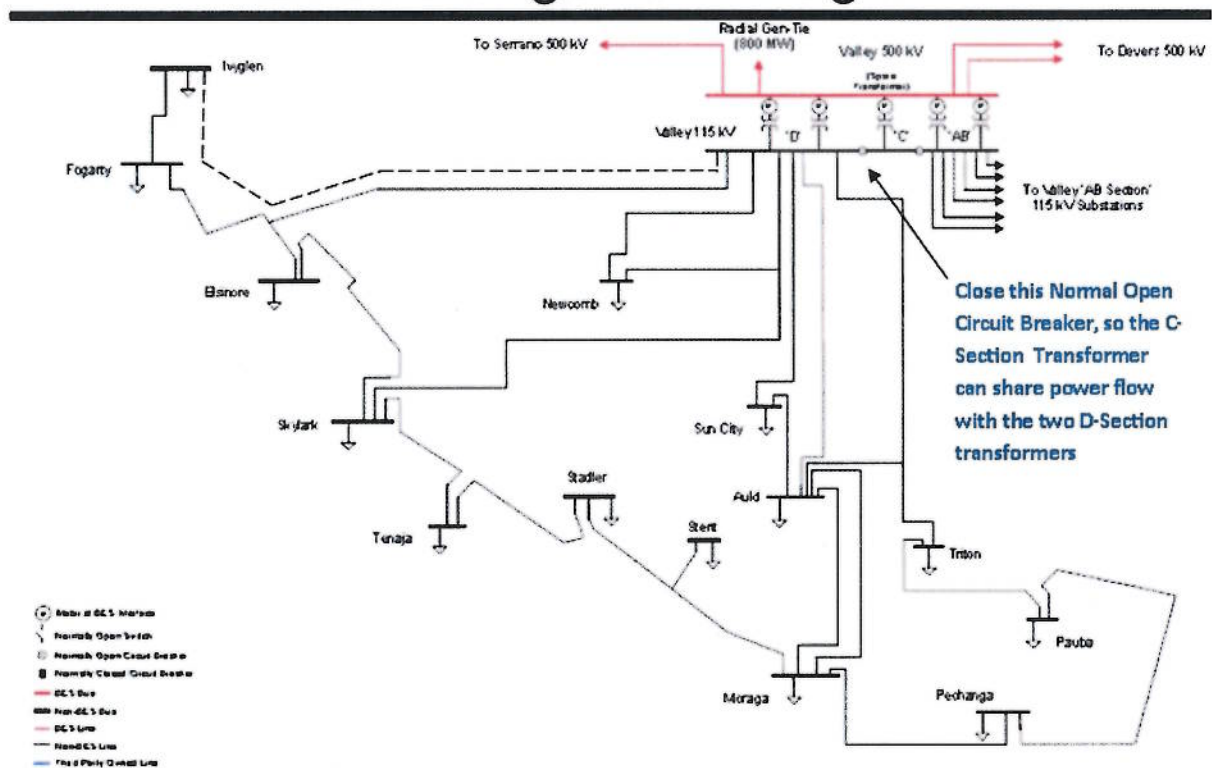 To Serrano 500 kV
Radial Gen-Tie
(800 MW)
Valley 500 kV
To Devers 500 kV
Ivyglen
Valley 115 kV
'D'
'C'
'AB'
Fogarty
To Valley 'AB Section'
115 kV Substations
Elsinore
Newcomb
Close this Normal Open
Circuit Breaker, so the C-
Section Transformer
can share power flow
with the two D-Section
transformers
Skylark
Sun City
Stadler
Auld
Stent
Tenaja
Triton
Pauba
Moraga
Pechanga
Normally Open Switch
Normally Open Circuit Breaker
Normally Closed Circuit Breaker
BES Bus
Non-BES Bus
BES Line
Non-BES Line
Third Party Owned Line